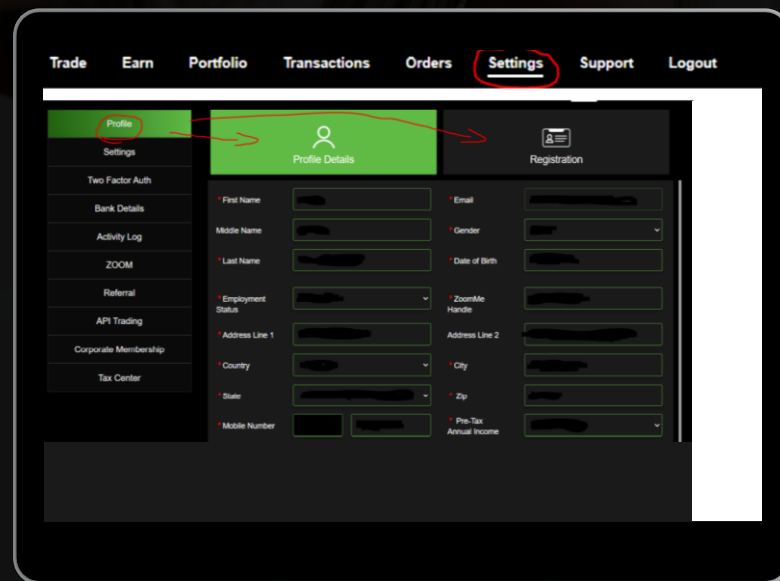 Trade Earn Portfolio Transactions Orders Settings Support Logout
Profile
Settings
Two Factor Auth
Bank Details
Activity Log
ZOOM
Referral
API Trading
Corporate Membership
Tax Center
Profile Details
Registration
*First Name
*Email
Middle Name
*Gender
*Last Name
*Date of Birth
*Employment
Status
*ZoomMe
Handle
*Address Line 1
Address Line 2
*Country
*City
*State
*Zip
*Mobile Number
*Pre-Tax
Annual Income